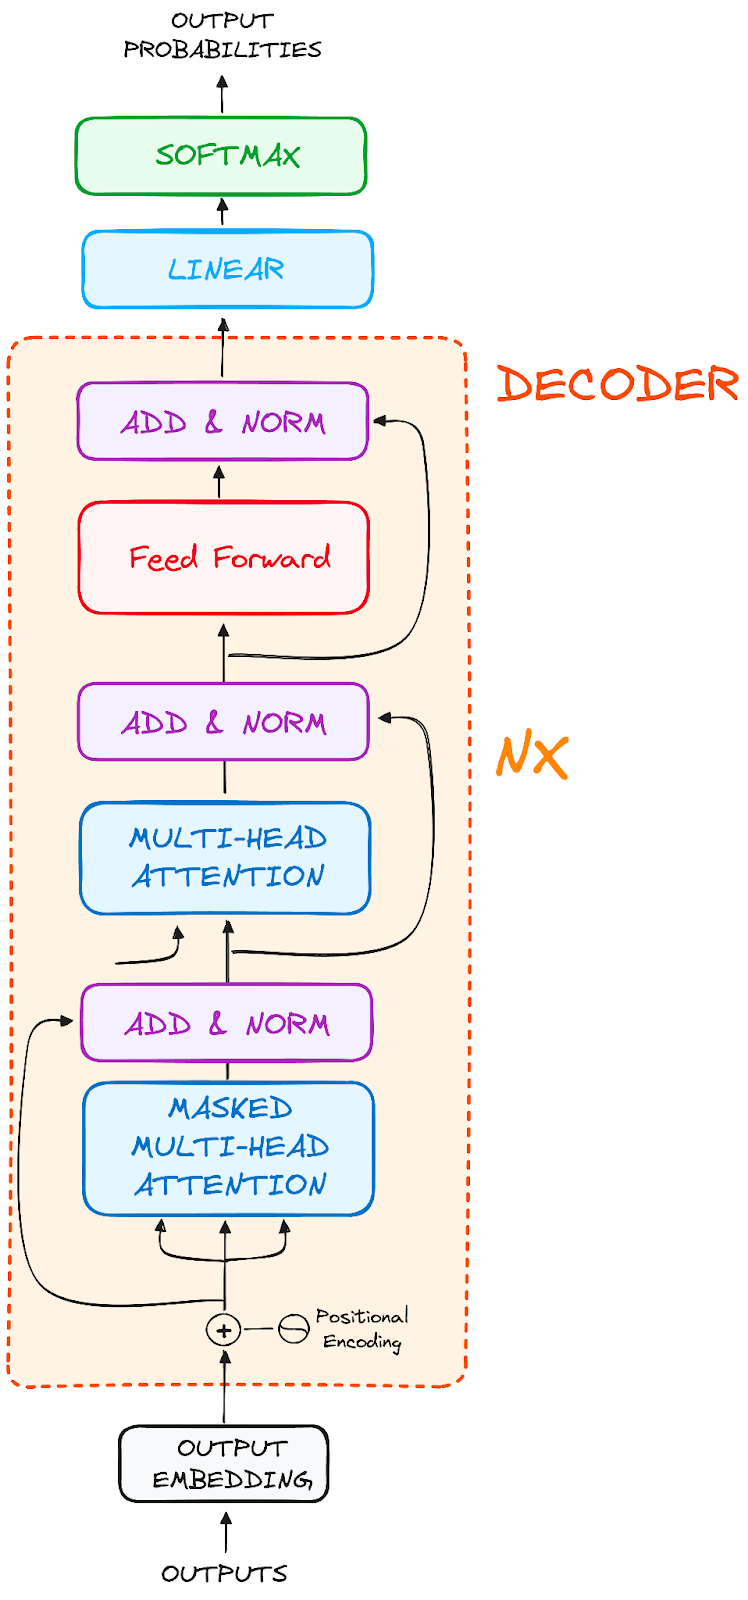 OUTPUT
PROBABILITIES
SOFTMAX
LINEAR
DECODER
ADD & NORM
Feed Forward
ADD & NORM
NX
MULTI-HEAD
ATTENTION
ADD & NORM
MASKED
MULTI-HEAD
ATTENTION
+
Positional
Encoding
OUTPUT
EMBEDDING
OUTPUTS